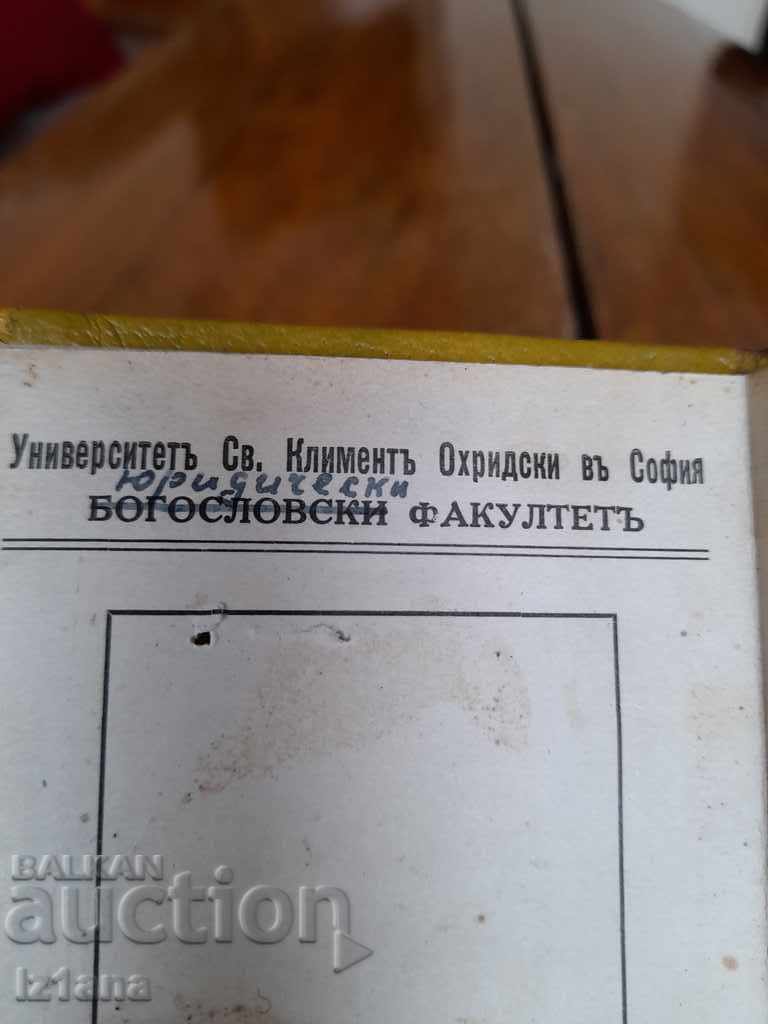 Университетъ Св. Климентъ Охридски въ София
юридически
БОГОСЛОВСКИ ФАКУЛТЕТЪ
BALKAN
auction
iz1ana